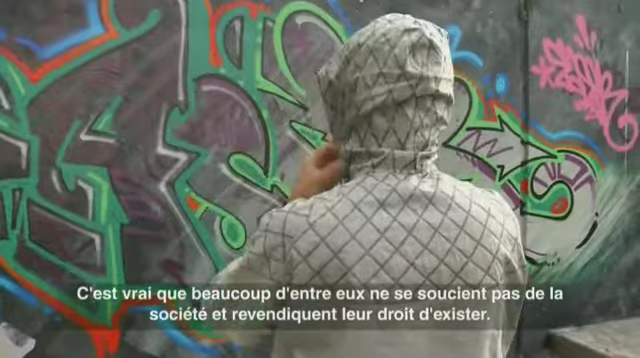 C'est vrai que beaucoup d'entre eux ne se soucient pas de la
société et revendiquent leur droit d'exister.